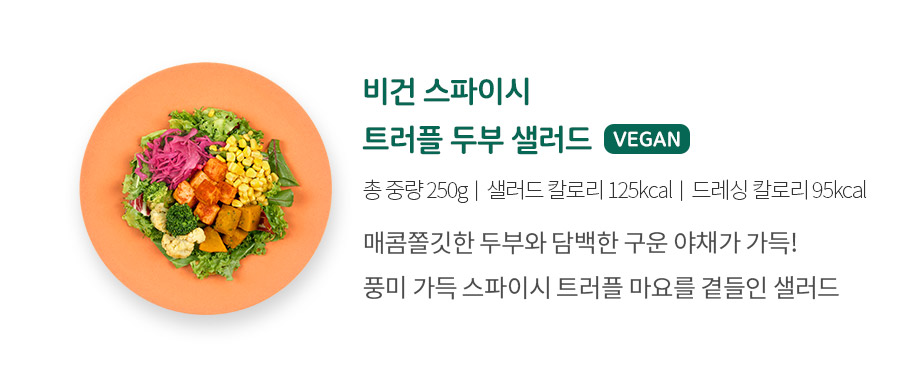 비건 스파이시
트러플 두부 샐러드 VEGAN
총 중량 250g | 샐러드 칼로리 125kcal | 드레싱 칼로리 95kcal
매콤쫄깃한 두부와 담백한 구운 야채가 가득!
풍미 가득 스파이시 트러플 마요를 곁들인 샐러드